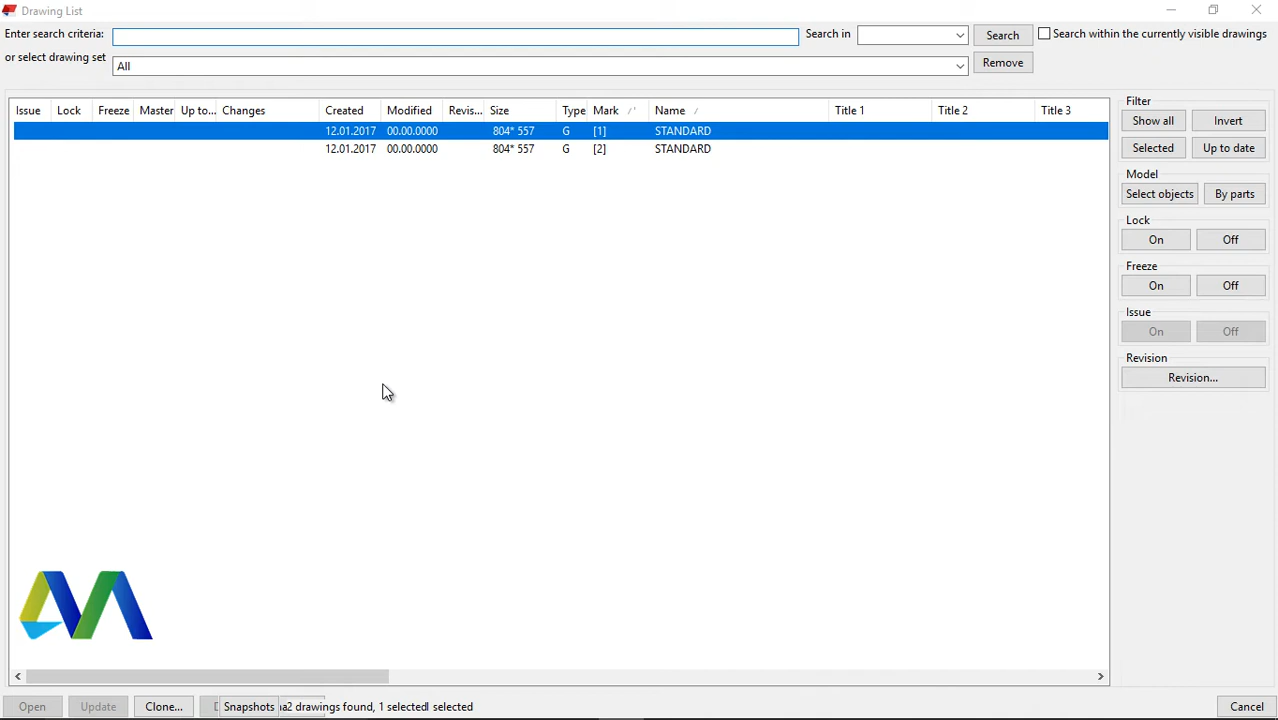 Drawing List
Enter search criteria: Search in Search Search within the currently visible drawings
or select drawing set All Remove
Issue Lock Freeze Master Up to... Changes Created Modified Revis... Size Type Mark Name Title 1 Title 2 Title 3
12.01.2017 00.00.0000 804* 557 G [1] STANDARD
12.01.2017 00.00.0000 804* 557 G [2] STANDARD
Filter
Show all Invert
Selected Up to date
Model
Select objects By parts
Lock
On Off
Freeze
On Off
Issue
On Off
Revision
Revision...
Open Update Clone... Snapshots 2 drawings found, 1 selected selected Cancel